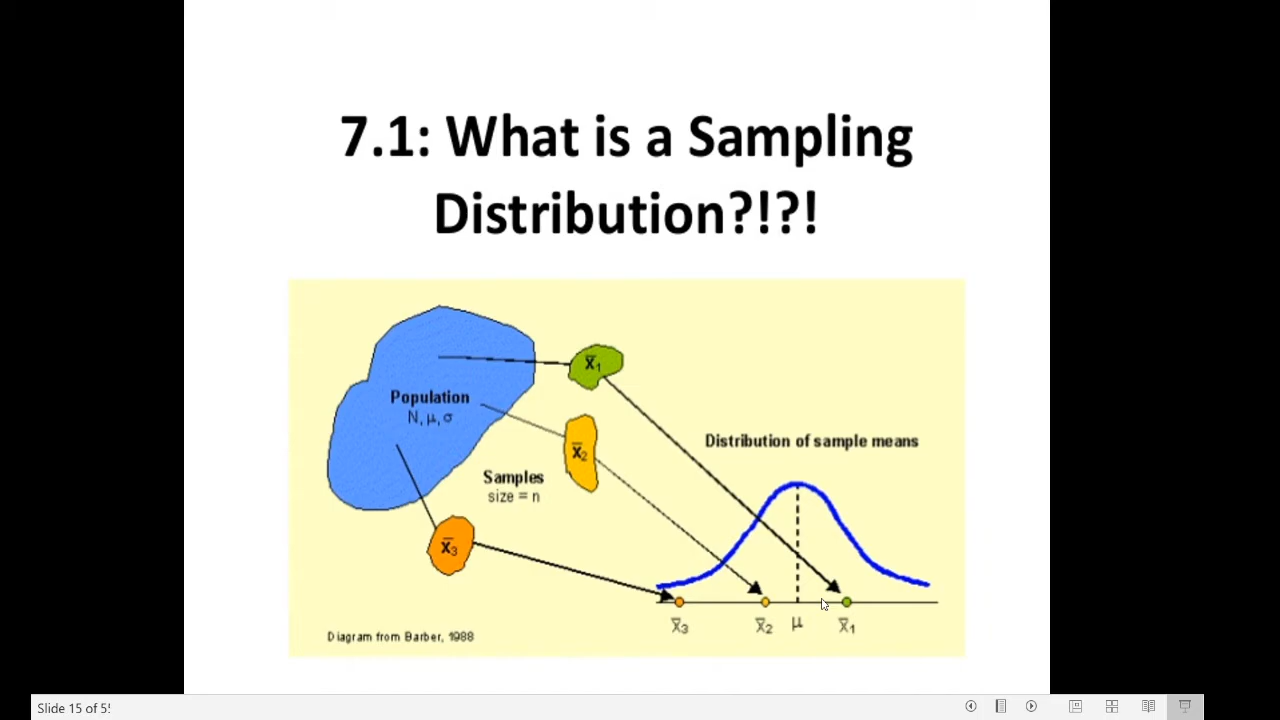 7.1: What is a Sampling
Distribution?!?!
x̄₁
Population
N, μ, σ
Distribution of sample means
x̄₂
Samples
size = n
x̄₃
x̄₃ x̄₂ μ x̄₁
Diagram from Barber, 1988
Slide 15 of 5!